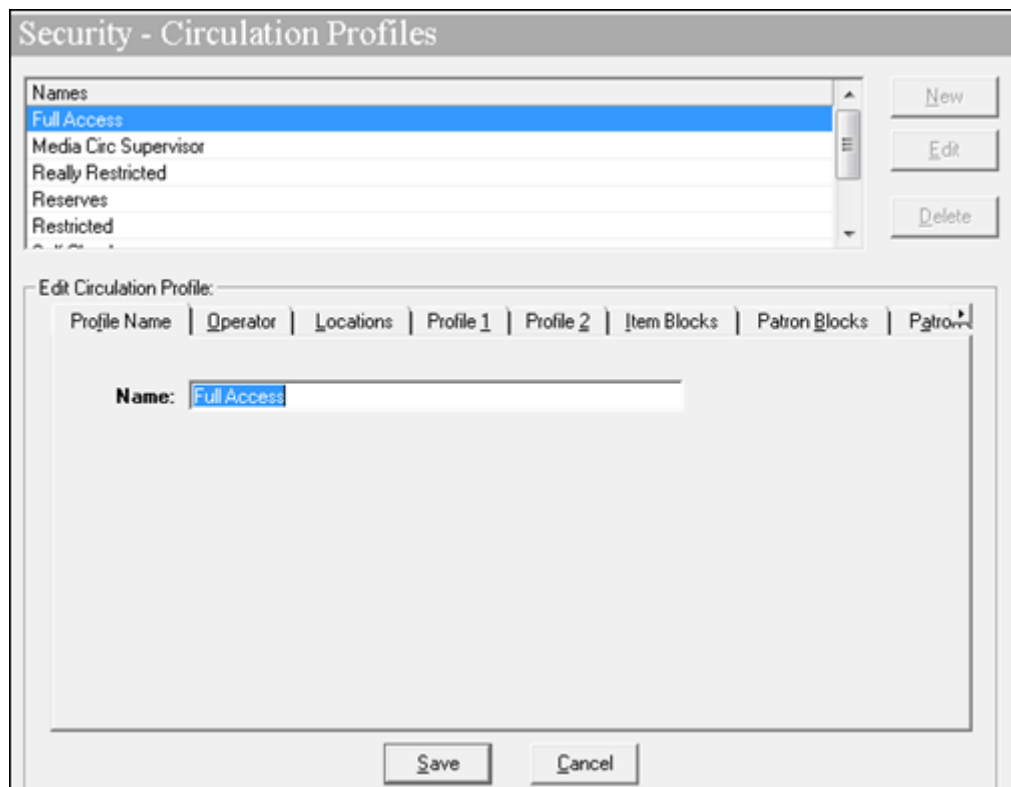 Security - Circulation Profiles
Names
New
Full Access
Media Circ Supervisor
Edit
Really Restricted
Reserves
Delete
Restricted
Edit Circulation Profile:
Profile Name Operator Locations Profile 1 Profile 2 Item Blocks Patron Blocks
Name: Full Access
Save Cancel